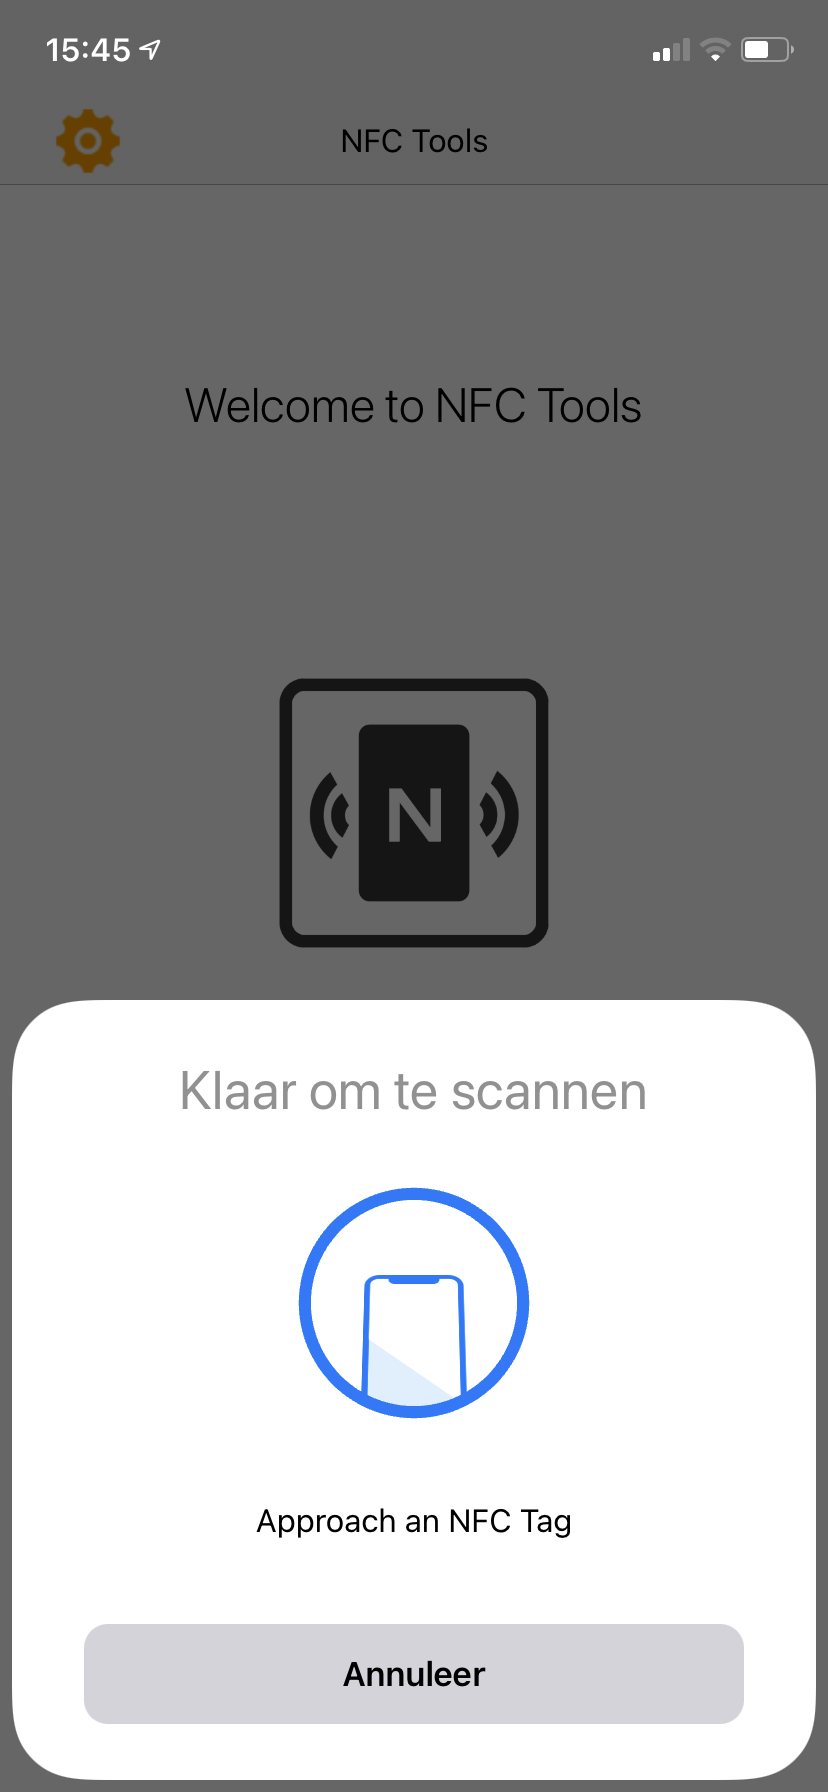 15:45
NFC Tools
Welcome to NFC Tools
N
Klaar om te scannen
Approach an NFC Tag
Annuleer